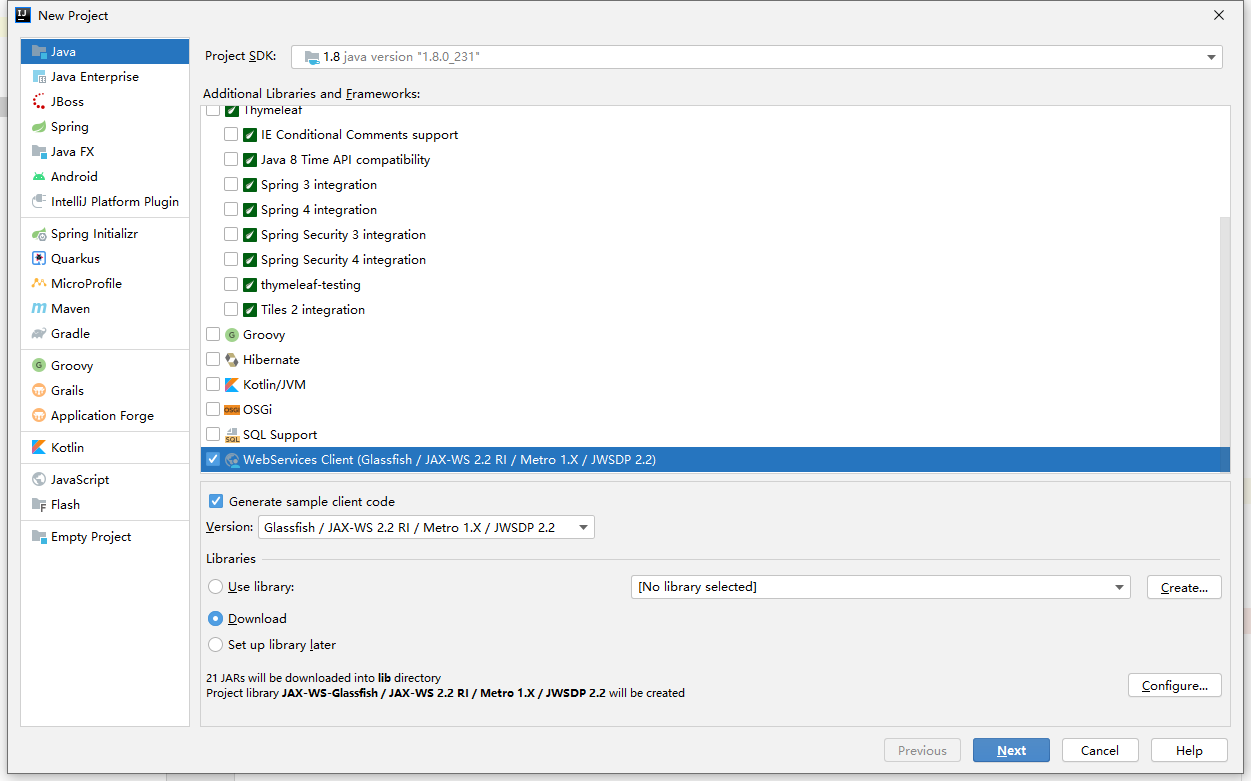 New Project
Java
Java Enterprise
JBoss
Spring
Java FX
Android
IntelliJ Platform Plugin
Spring Initializr
Quarkus
MicroProfile
Maven
Gradle
Groovy
Grails
Application Forge
Kotlin
JavaScript
Flash
Empty Project
Project SDK: 1.8 java version "1.8.0_231"
Additional Libraries and Frameworks:
Thymeleaf
IE Conditional Comments support
Java 8 Time API compatibility
Spring 3 integration
Spring 4 integration
Spring Security 3 integration
Spring Security 4 integration
thymeleaf-testing
Tiles 2 integration
Groovy
Hibernate
Kotlin/JVM
OSGi
SQL Support
WebServices Client (Glassfish / JAX-WS 2.2 RI / Metro 1.X / JWSDP 2.2)
Generate sample client code
Version: Glassfish / JAX-WS 2.2 RI / Metro 1.X / JWSDP 2.2
Libraries
Use library: [No library selected] Create...
Download
Set up library later
21 JARs will be downloaded into lib directory
Project library JAX-WS-Glassfish / JAX-WS 2.2 RI / Metro 1.X / JWSDP 2.2 will be created
Configure...
Previous Next Cancel Help